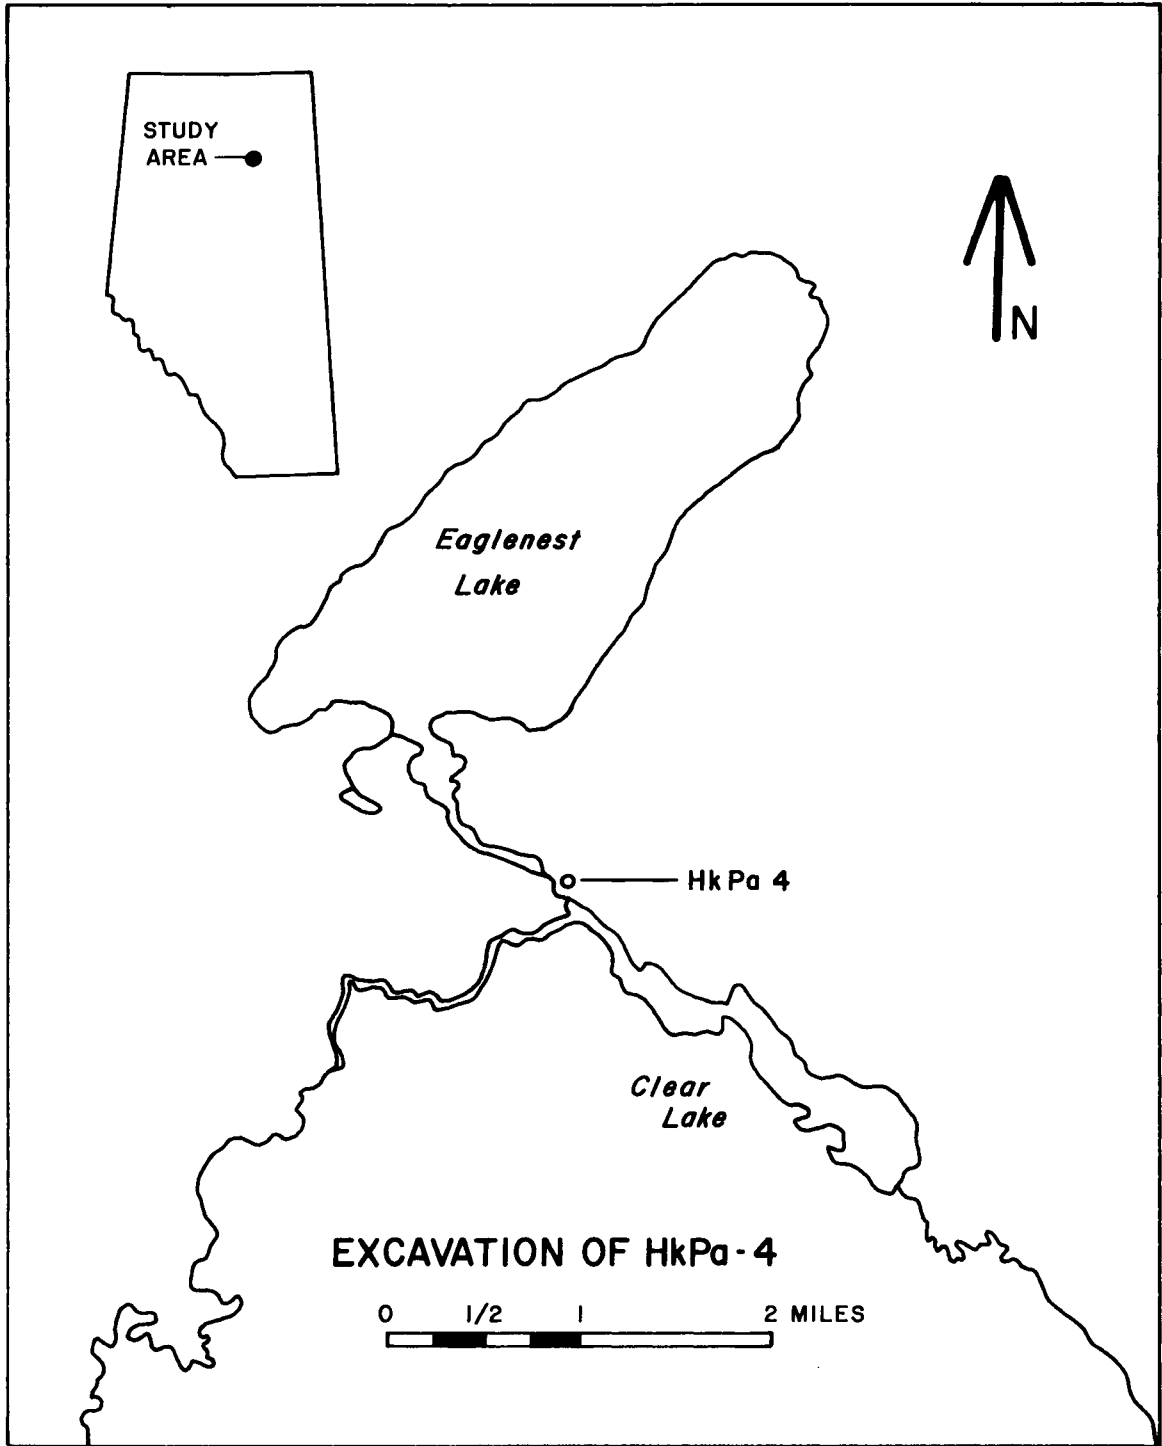 STUDY
AREA
N
Eaglenest
Lake
HkPa 4
Clear
Lake
EXCAVATION OF HkPa-4
0 1/2 1 2 MILES